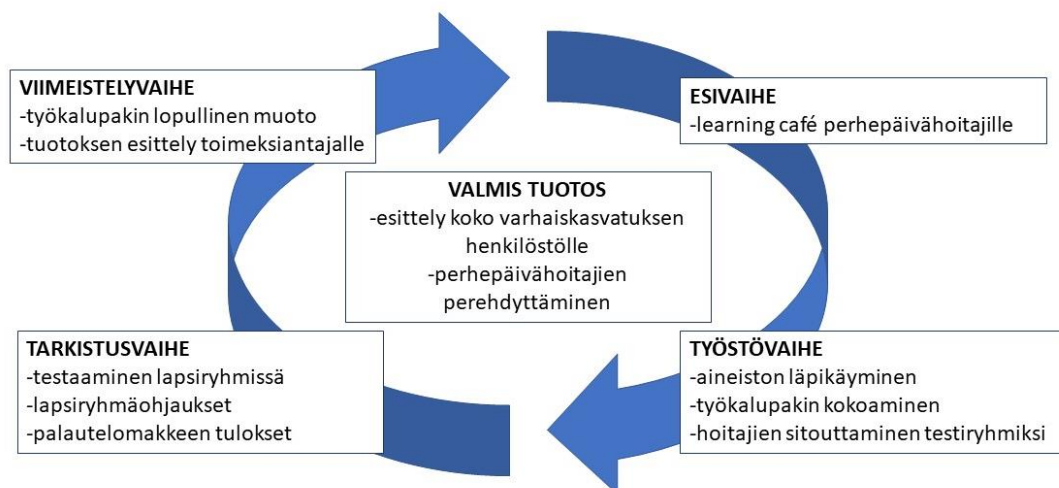 VIIMEISTELYVAIHE
-työkalupakin lopullinen muoto
-tuotoksen esittely toimeksiantajalle
ESIVAIHE
-learning café perhepäivähoitajille
VALMIS TUOTOS
-esittely koko varhaiskasvatuksen
henkilöstölle
-perhepäivähoitajien
perehdyttäminen
TARKISTUSVAIHE
-testaaminen lapsiryhmissä
-lapsiryhmäohjaukset
-palautelomakkeen tulokset
TYÖSTÖVAIHE
-aineiston läpikäyminen
-työkalupakin kokoaminen
-hoitajien sitouttaminen testiryhmiksi